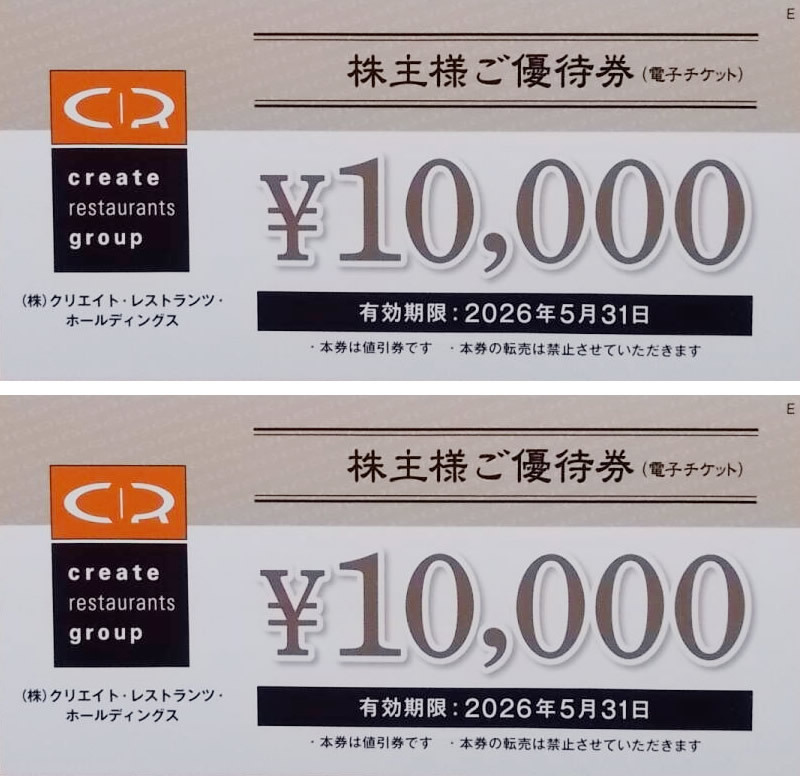 E
株主様ご優待券(電子チケット)
CR
create
restaurants
group
¥10,000
(株)クリエイト・レストランツ・
ホールディングス
有効期限:2026年5月31日
・本券は値引券です ・本券の転売は禁止させていただきます
E
株主様ご優待券(電子チケット)
CR
create
restaurants
group
¥10,000
(株)クリエイト・レストランツ・
ホールディングス
有効期限:2026年5月31日
・本券は値引券です ・本券の転売は禁止させていただきます